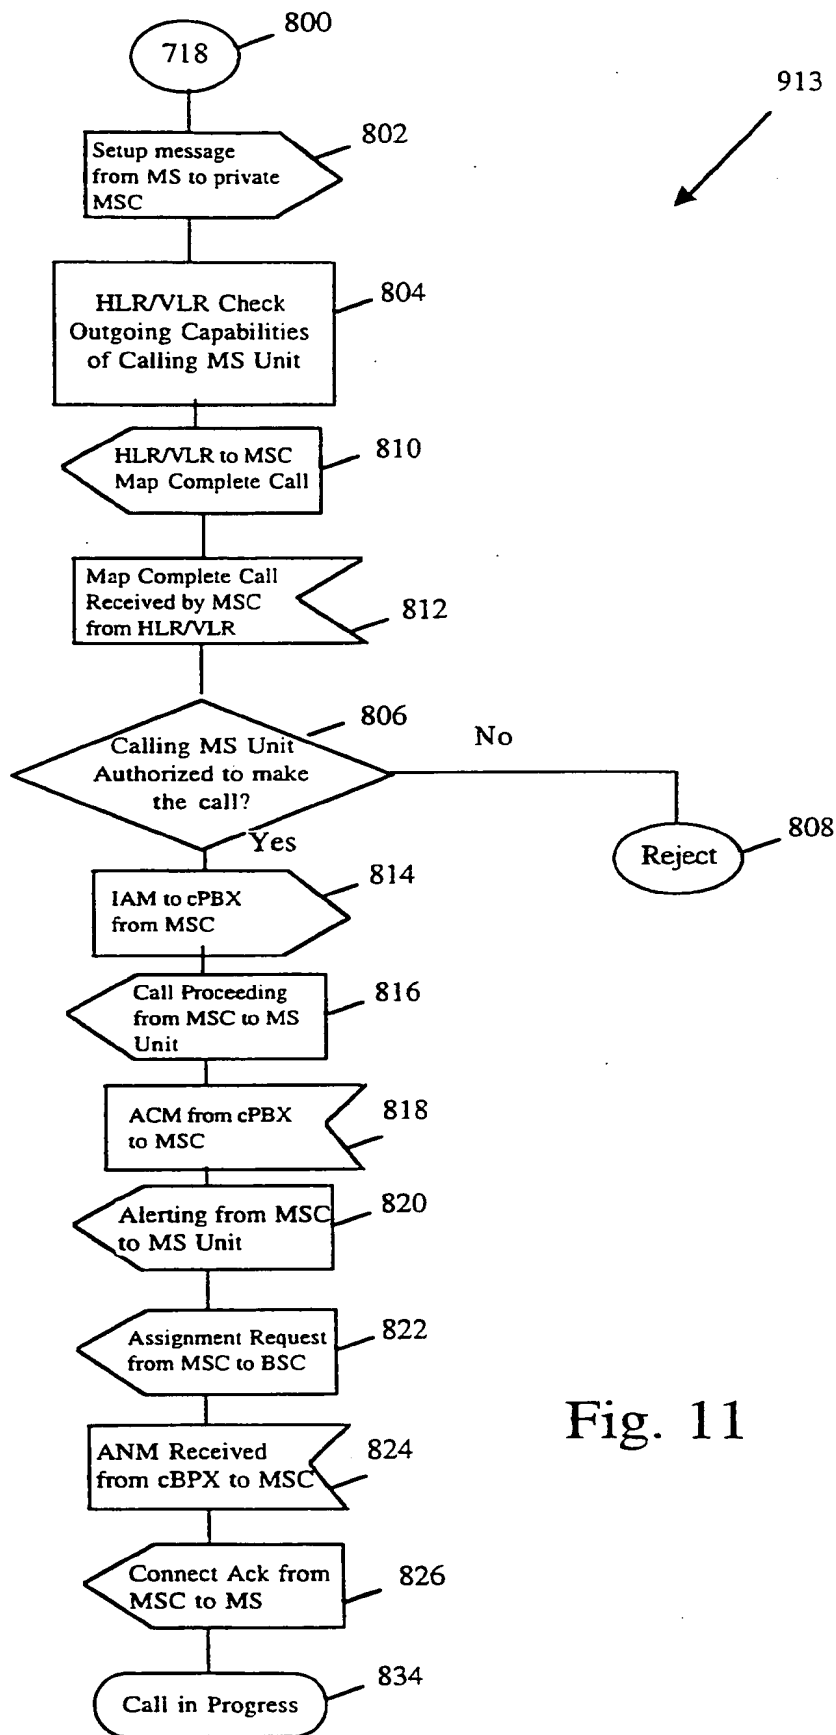 718
800
913
Setup message
from MS to private
MSC
802
HLR/VLR Check
Outgoing Capabilities
of Calling MS Unit
804
HLR/VLR to MSC
Map Complete Call
810
Map Complete Call
Received by MSC
from HLR/VLR
812
Calling MS Unit
Authorized to make
the call?
806
No
Yes
Reject
808
IAM to cPBX
from MSC
814
Call Proceeding
from MSC to MS
Unit
816
ACM from cPBX
to MSC
818
Alerting from MSC
to MS Unit
820
Assignment Request
from MSC to BSC
822
Fig. 11
ANM Received
from cBPX to MSC
824
Connect Ack from
MSC to MS
826
Call in Progress
834